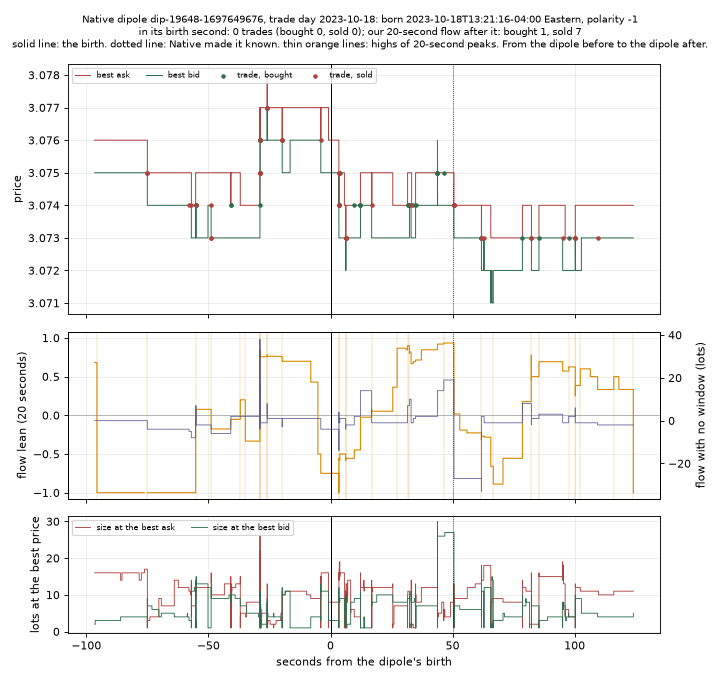 Native dipole dip-19648-1697649676, trade day 2023-10-18: born 2023-10-18T13:21:16-04:00 Eastern, polarity -1
in its birth second: 0 trades (bought 0, sold 0); our 20-second flow after it: bought 1, sold 7
solid line: the birth. dotted line: Native made it known. thin orange lines: highs of 20-second peaks. From the dipole before to the dipole after.
best ask
best bid
trade, bought
trade, sold
3.078
3.077
3.076
3.075
3.074
3.073
3.072
3.071
price
1.0
0.5
0.0
−0.5
−1.0
flow lean (20 seconds)
40
20
0
−20
flow with no window (lots)
size at the best ask
size at the best bid
30
20
10
0
lots at the best price
−100
−50
0
50
100
seconds from the dipole's birth